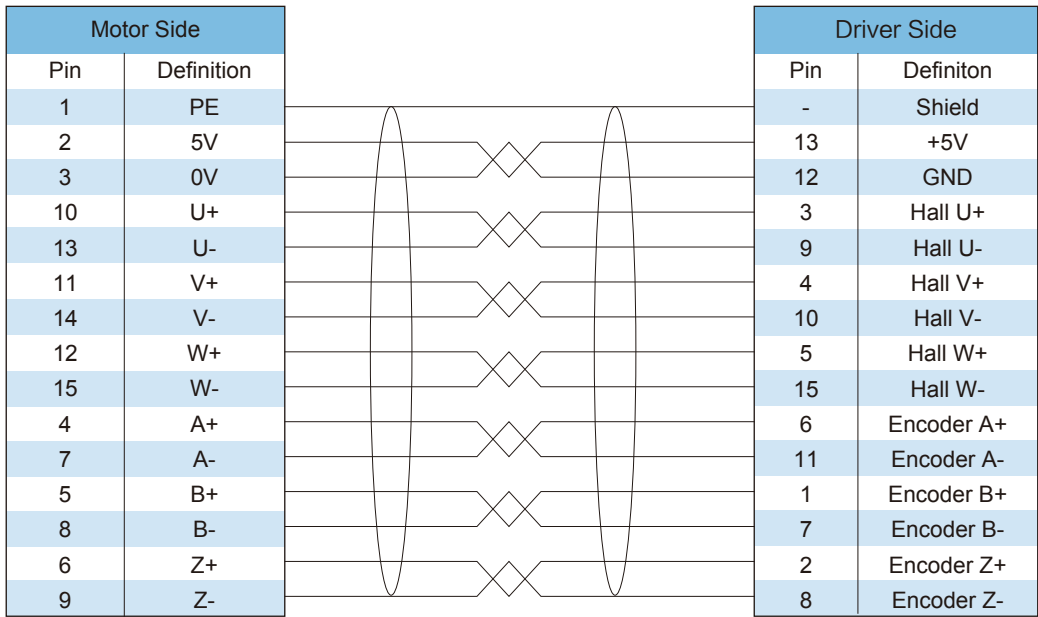 Motor Side Driver Side
Pin Definition Pin Definiton
1 PE - Shield
2 5V 13 +5V
3 0V 12 GND
10 U+ 3 Hall U+
13 U- 9 Hall U-
11 V+ 4 Hall V+
14 V- 10 Hall V-
12 W+ 5 Hall W+
15 W- 15 Hall W-
4 A+ 6 Encoder A+
7 A- 11 Encoder A-
5 B+ 1 Encoder B+
8 B- 7 Encoder B-
6 Z+ 2 Encoder Z+
9 Z- 8 Encoder Z-